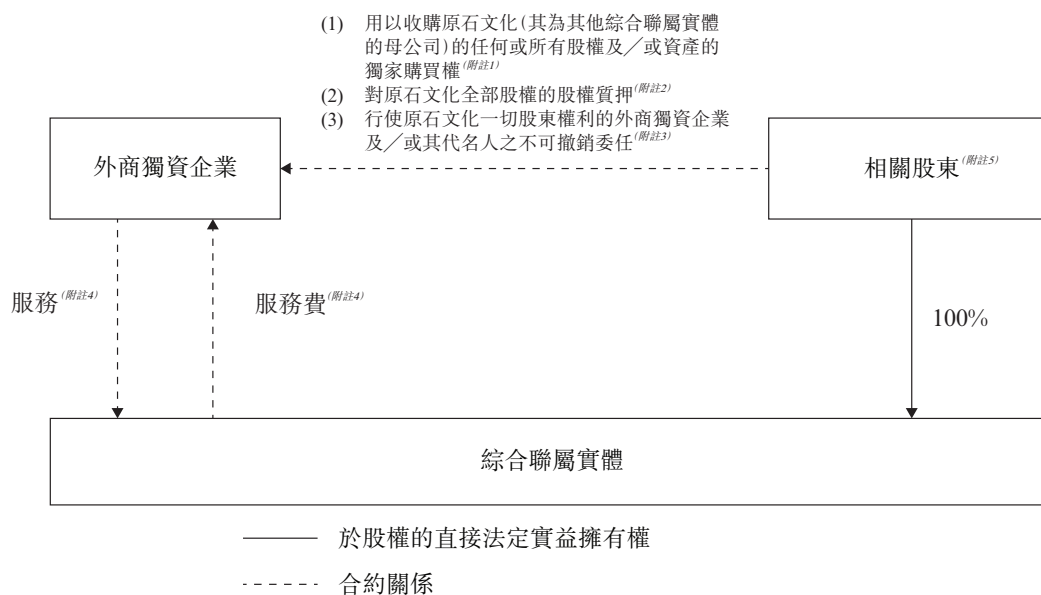 (1) 用以收購原石文化(其為其他綜合聯屬實體
的母公司)的任何或所有股權及／或資產的
獨家購買權(附註1)
(2) 對原石文化全部股權的股權質押(附註2)
(3) 行使原石文化一切股東權利的外商獨資企業
及／或其代名人之不可撤銷委任(附註3)
外商獨資企業
相關股東(附註5)
服務(附註4)
服務費(附註4)
100%
綜合聯屬實體
於股權的直接法定實益擁有權
合約關係